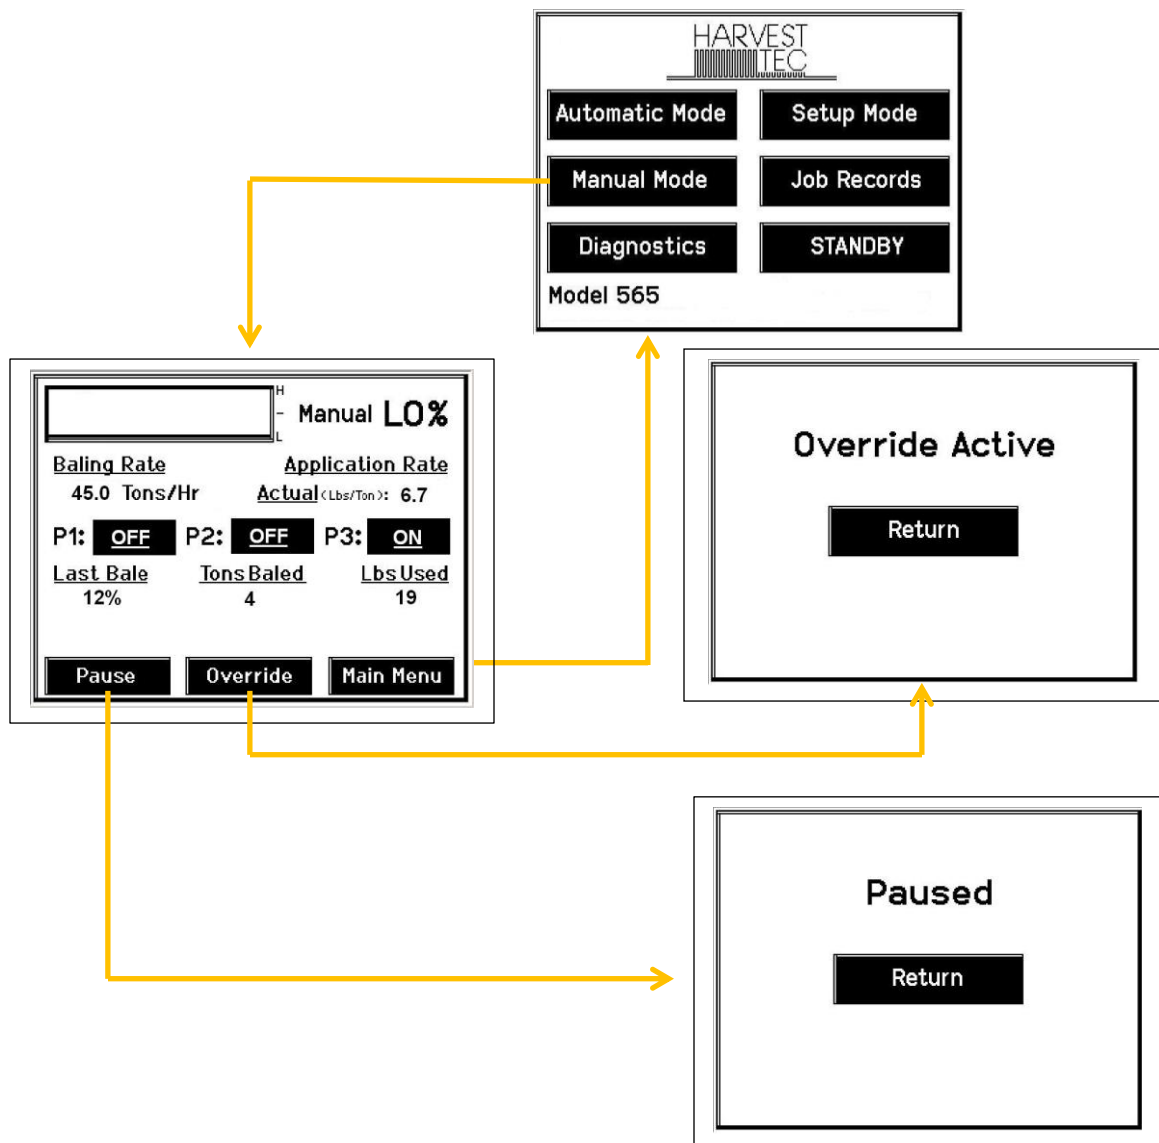 HARVEST
TEC
Automatic Mode Setup Mode
Manual Mode Job Records
Diagnostics STANDBY
Model 565
H
-
L
Manual LO%
Baling Rate Application Rate
45.0 Tons/Hr Actual (Lbs/Ton): 6.7
P1: OFF P2: OFF P3: ON
Last Bale Tons Baled Lbs Used
12% 4 19
Pause Override Main Menu
Override Active
Return
Paused
Return